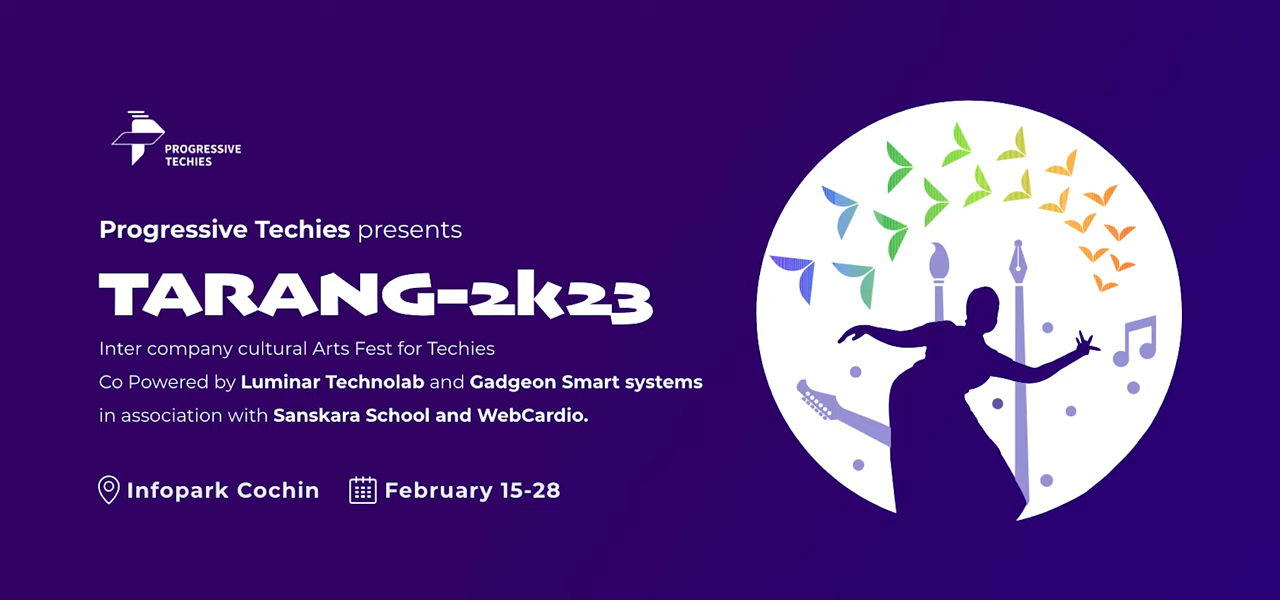 PROGRESSIVE
TECHIES
Progressive Techies presents
TARANG-2k23
Inter company cultural Arts Fest for Techies
Co Powered by Luminar Technolab and Gadgeon Smart systems
in association with Sanskara School and WebCardio.
Infopark Cochin February 15-28